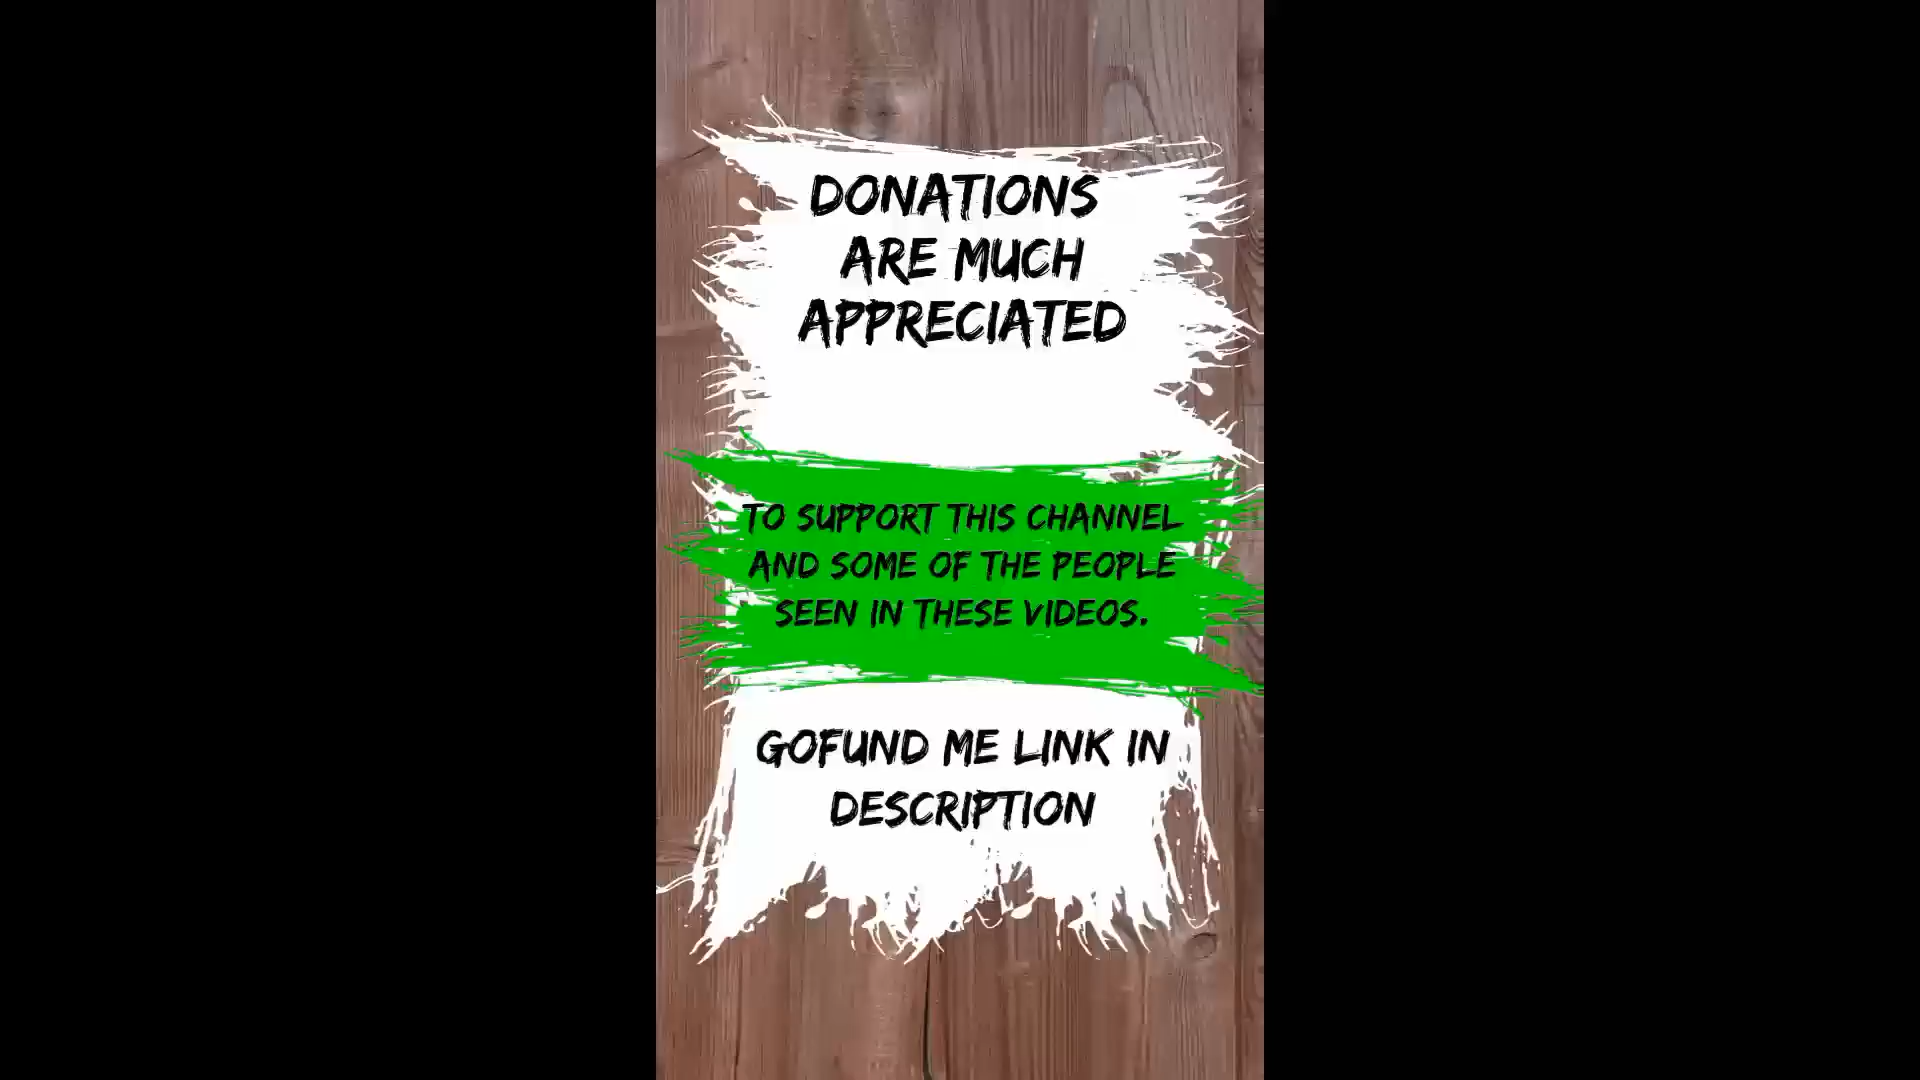 DONATIONS
ARE MUCH
APPRECIATED
TO SUPPORT THIS CHANNEL
AND SOME OF THE PEOPLE
SEEN IN THESE VIDEOS.
GOFUND ME LINK IN
DESCRIPTION